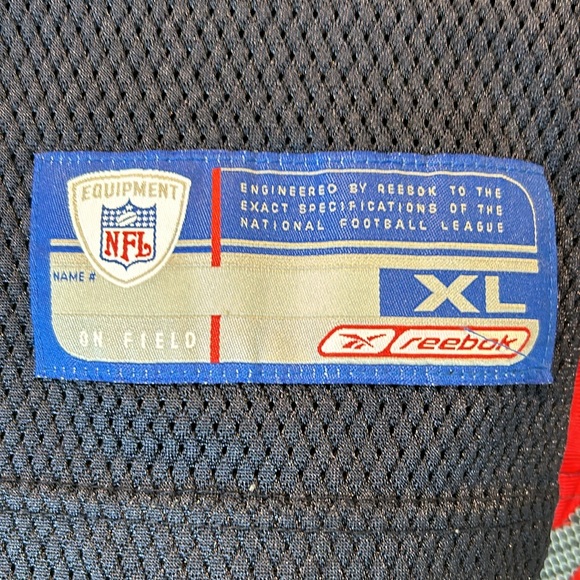 EQUIPMENT
NFL
ENGINEERED BY REEBOK TO THE
EXACT SPECIFICATIONS OF THE
NATIONAL FOOTBALL LEAGUE
NAME #
XL
ON FIELD
reebok